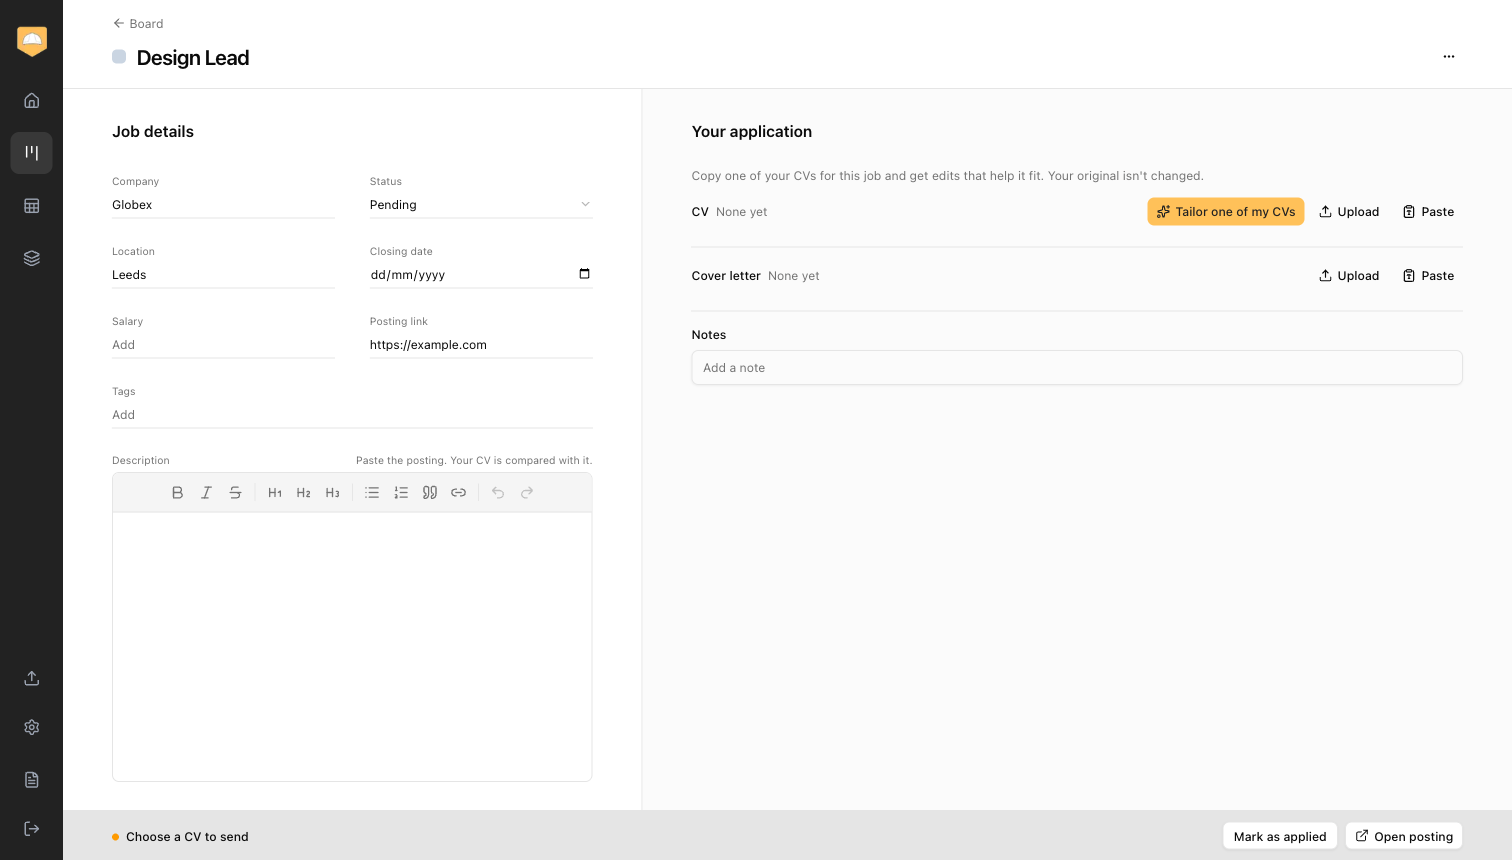 Board
Design Lead
Job details
Company
Globex
Status
Pending
Location
Leeds
Closing date
dd/mm/yyyy
Salary
Add
Posting link
https://example.com
Tags
Add
Description
Paste the posting. Your CV is compared with it.
H1 H2 H3
Your application
Copy one of your CVs for this job and get edits that help it fit. Your original isn't changed.
CV None yet
Tailor one of my CVs
Upload
Paste
Cover letter None yet
Upload
Paste
Notes
Add a note
Choose a CV to send
Mark as applied
Open posting